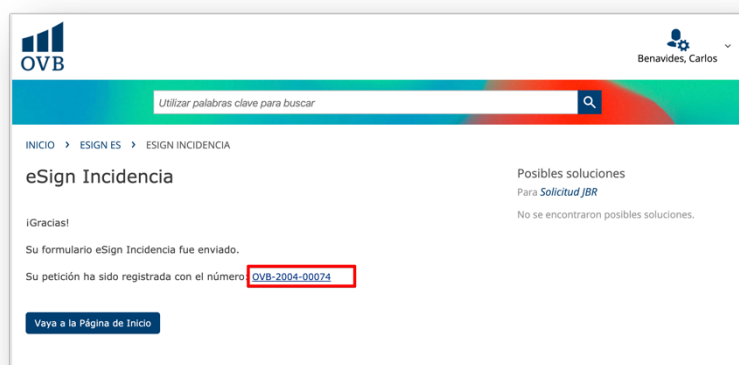 OVB
Benavides, Carlos
Utilizar palabras clave para buscar
INICIO > ESIGN ES > ESIGN INCIDENCIA
eSign Incidencia
¡Gracias!
Su formulario eSign Incidencia fue enviado.
Su petición ha sido registrada con el número: OVB-2004-00074
Vaya a la Página de Inicio
Posibles soluciones
Para Solicitud JBR
No se encontraron posibles soluciones.